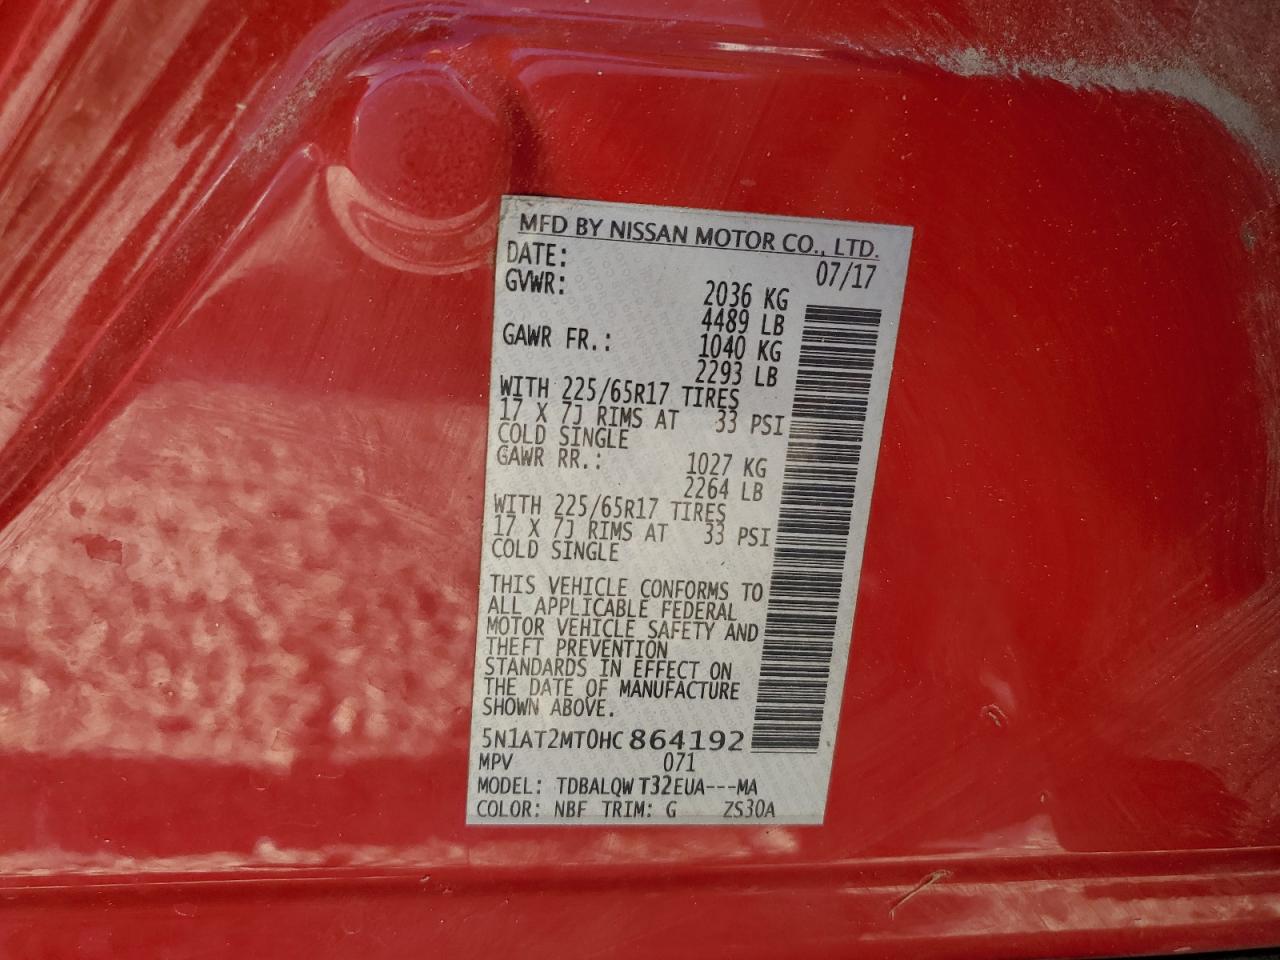 MFD BY NISSAN MOTOR CO., LTD.
DATE: 07/17
GVWR: 2036 KG
4489 LB
GAWR FR.: 1040 KG
2293 LB
WITH 225/65R17 TIRES
17 X 7J RIMS AT 33 PSI
COLD SINGLE
GAWR RR.: 1027 KG
2264 LB
WITH 225/65R17 TIRES
17 X 7J RIMS AT 33 PSI
COLD SINGLE
THIS VEHICLE CONFORMS TO
ALL APPLICABLE FEDERAL
MOTOR VEHICLE SAFETY AND
THEFT PREVENTION
STANDARDS IN EFFECT ON
THE DATE OF MANUFACTURE
SHOWN ABOVE.
5N1AT2MT0HC864192
MPV 071
MODEL: TDBALQW T32EUA---MA
COLOR: NBF TRIM: G ZS30A